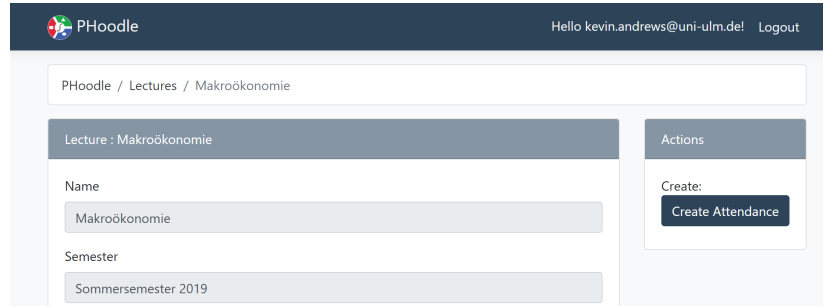 PHoodle
Hello kevin.andrews@uni-ulm.de! Logout
PHoodle / Lectures / Makroökonomie
Lecture : Makroökonomie
Name
Makroökonomie
Semester
Sommersemester 2019
Actions
Create:
Create Attendance